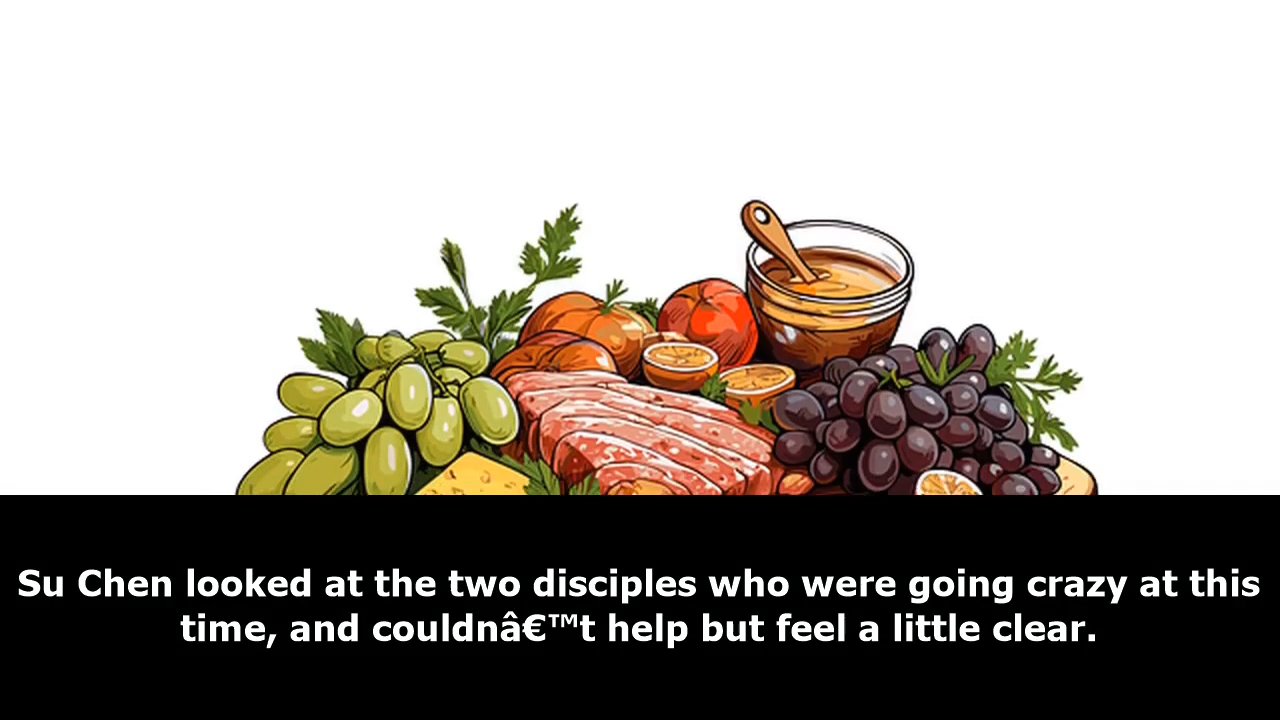 Su Chen looked at the two disciples who were going crazy at this
time, and couldnâ€™t help but feel a little clear.